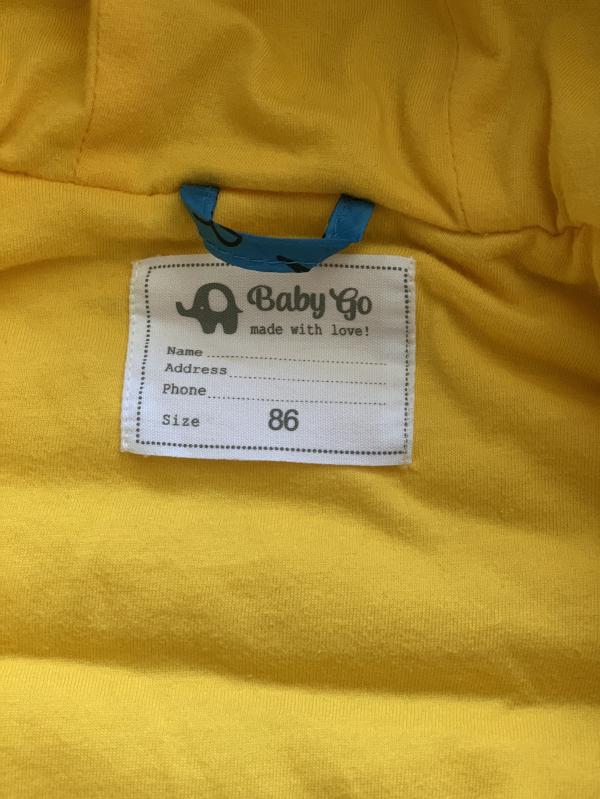 Baby Go
made with love!
Name
Address
Phone
Size 86